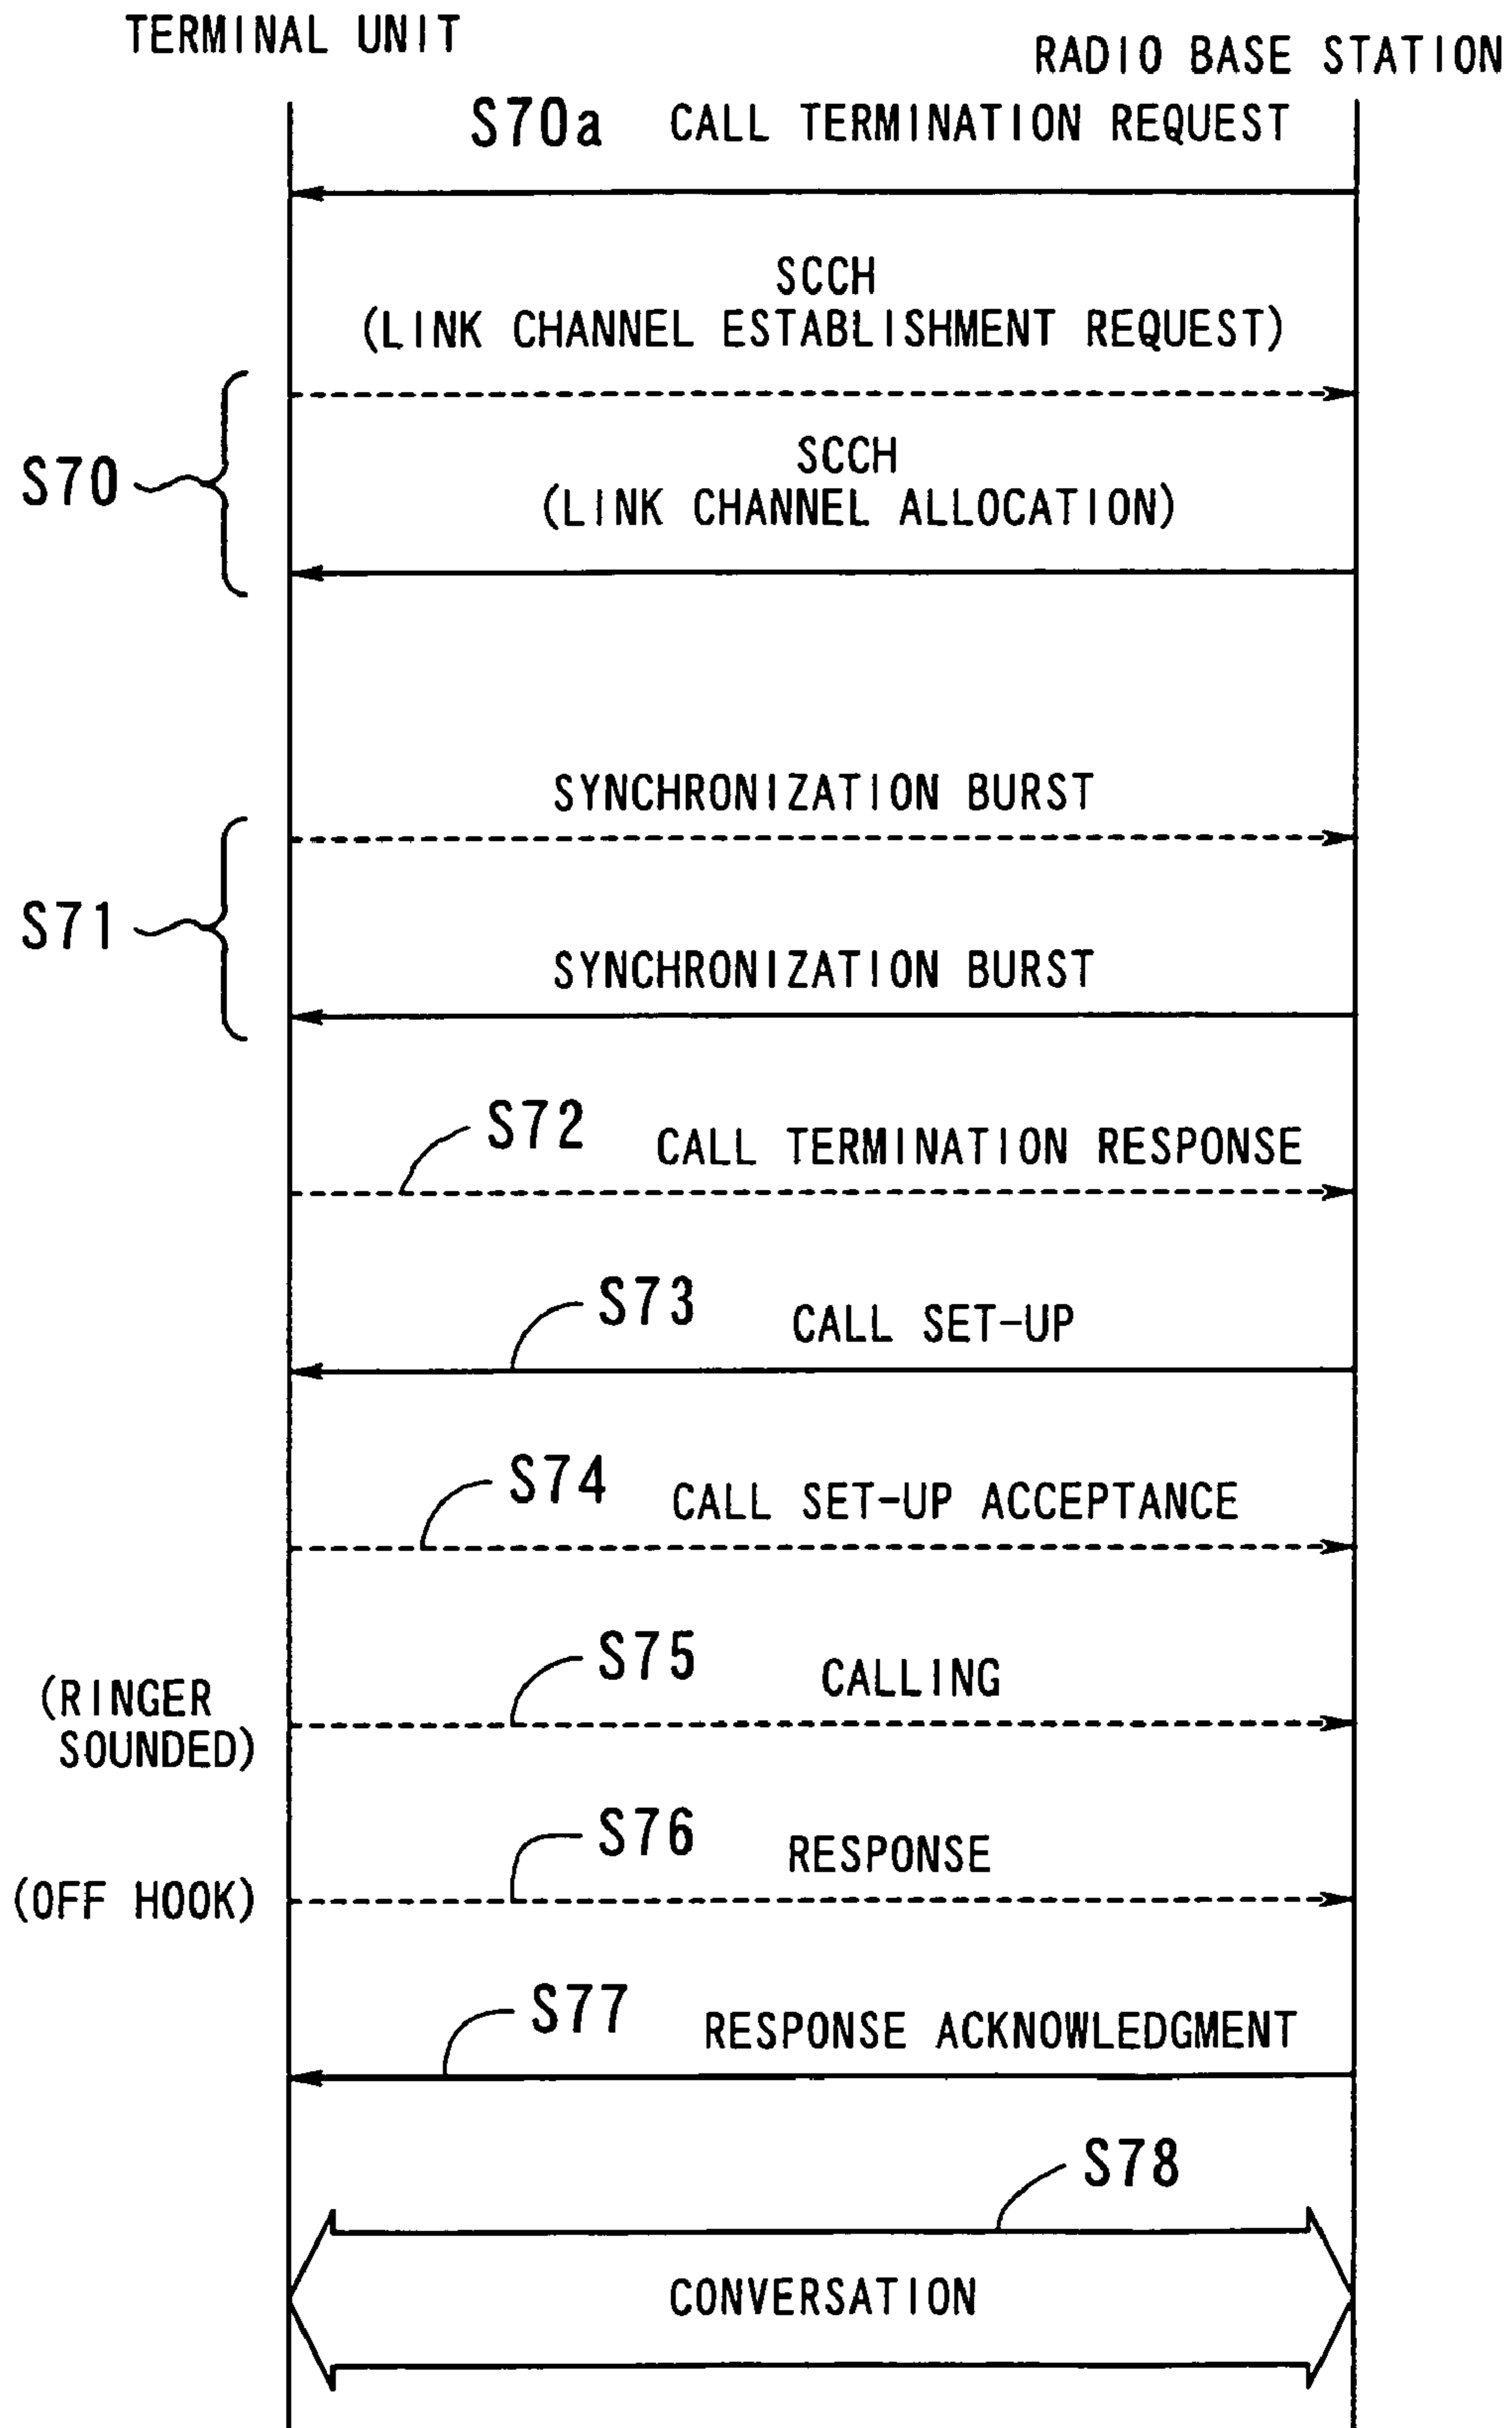 TERMINAL UNIT
RADIO BASE STATION
S70a CALL TERMINATION REQUEST
SCCH
(LINK CHANNEL ESTABLISHMENT REQUEST)
S70
SCCH
(LINK CHANNEL ALLOCATION)
SYNCHRONIZATION BURST
S71
SYNCHRONIZATION BURST
S72 CALL TERMINATION RESPONSE
S73 CALL SET-UP
S74 CALL SET-UP ACCEPTANCE
S75 CALLING
(RINGER
SOUNDED)
S76 RESPONSE
(OFF HOOK)
S77 RESPONSE ACKNOWLEDGMENT
S78
CONVERSATION